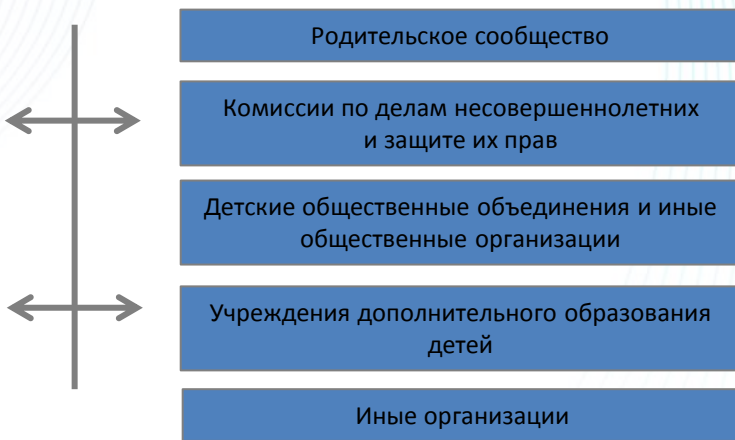 Родительское сообщество
Комиссии по делам несовершеннолетних
и защите их прав
Детские общественные объединения и иные
общественные организации
Учреждения дополнительного образования
детей
Иные организации